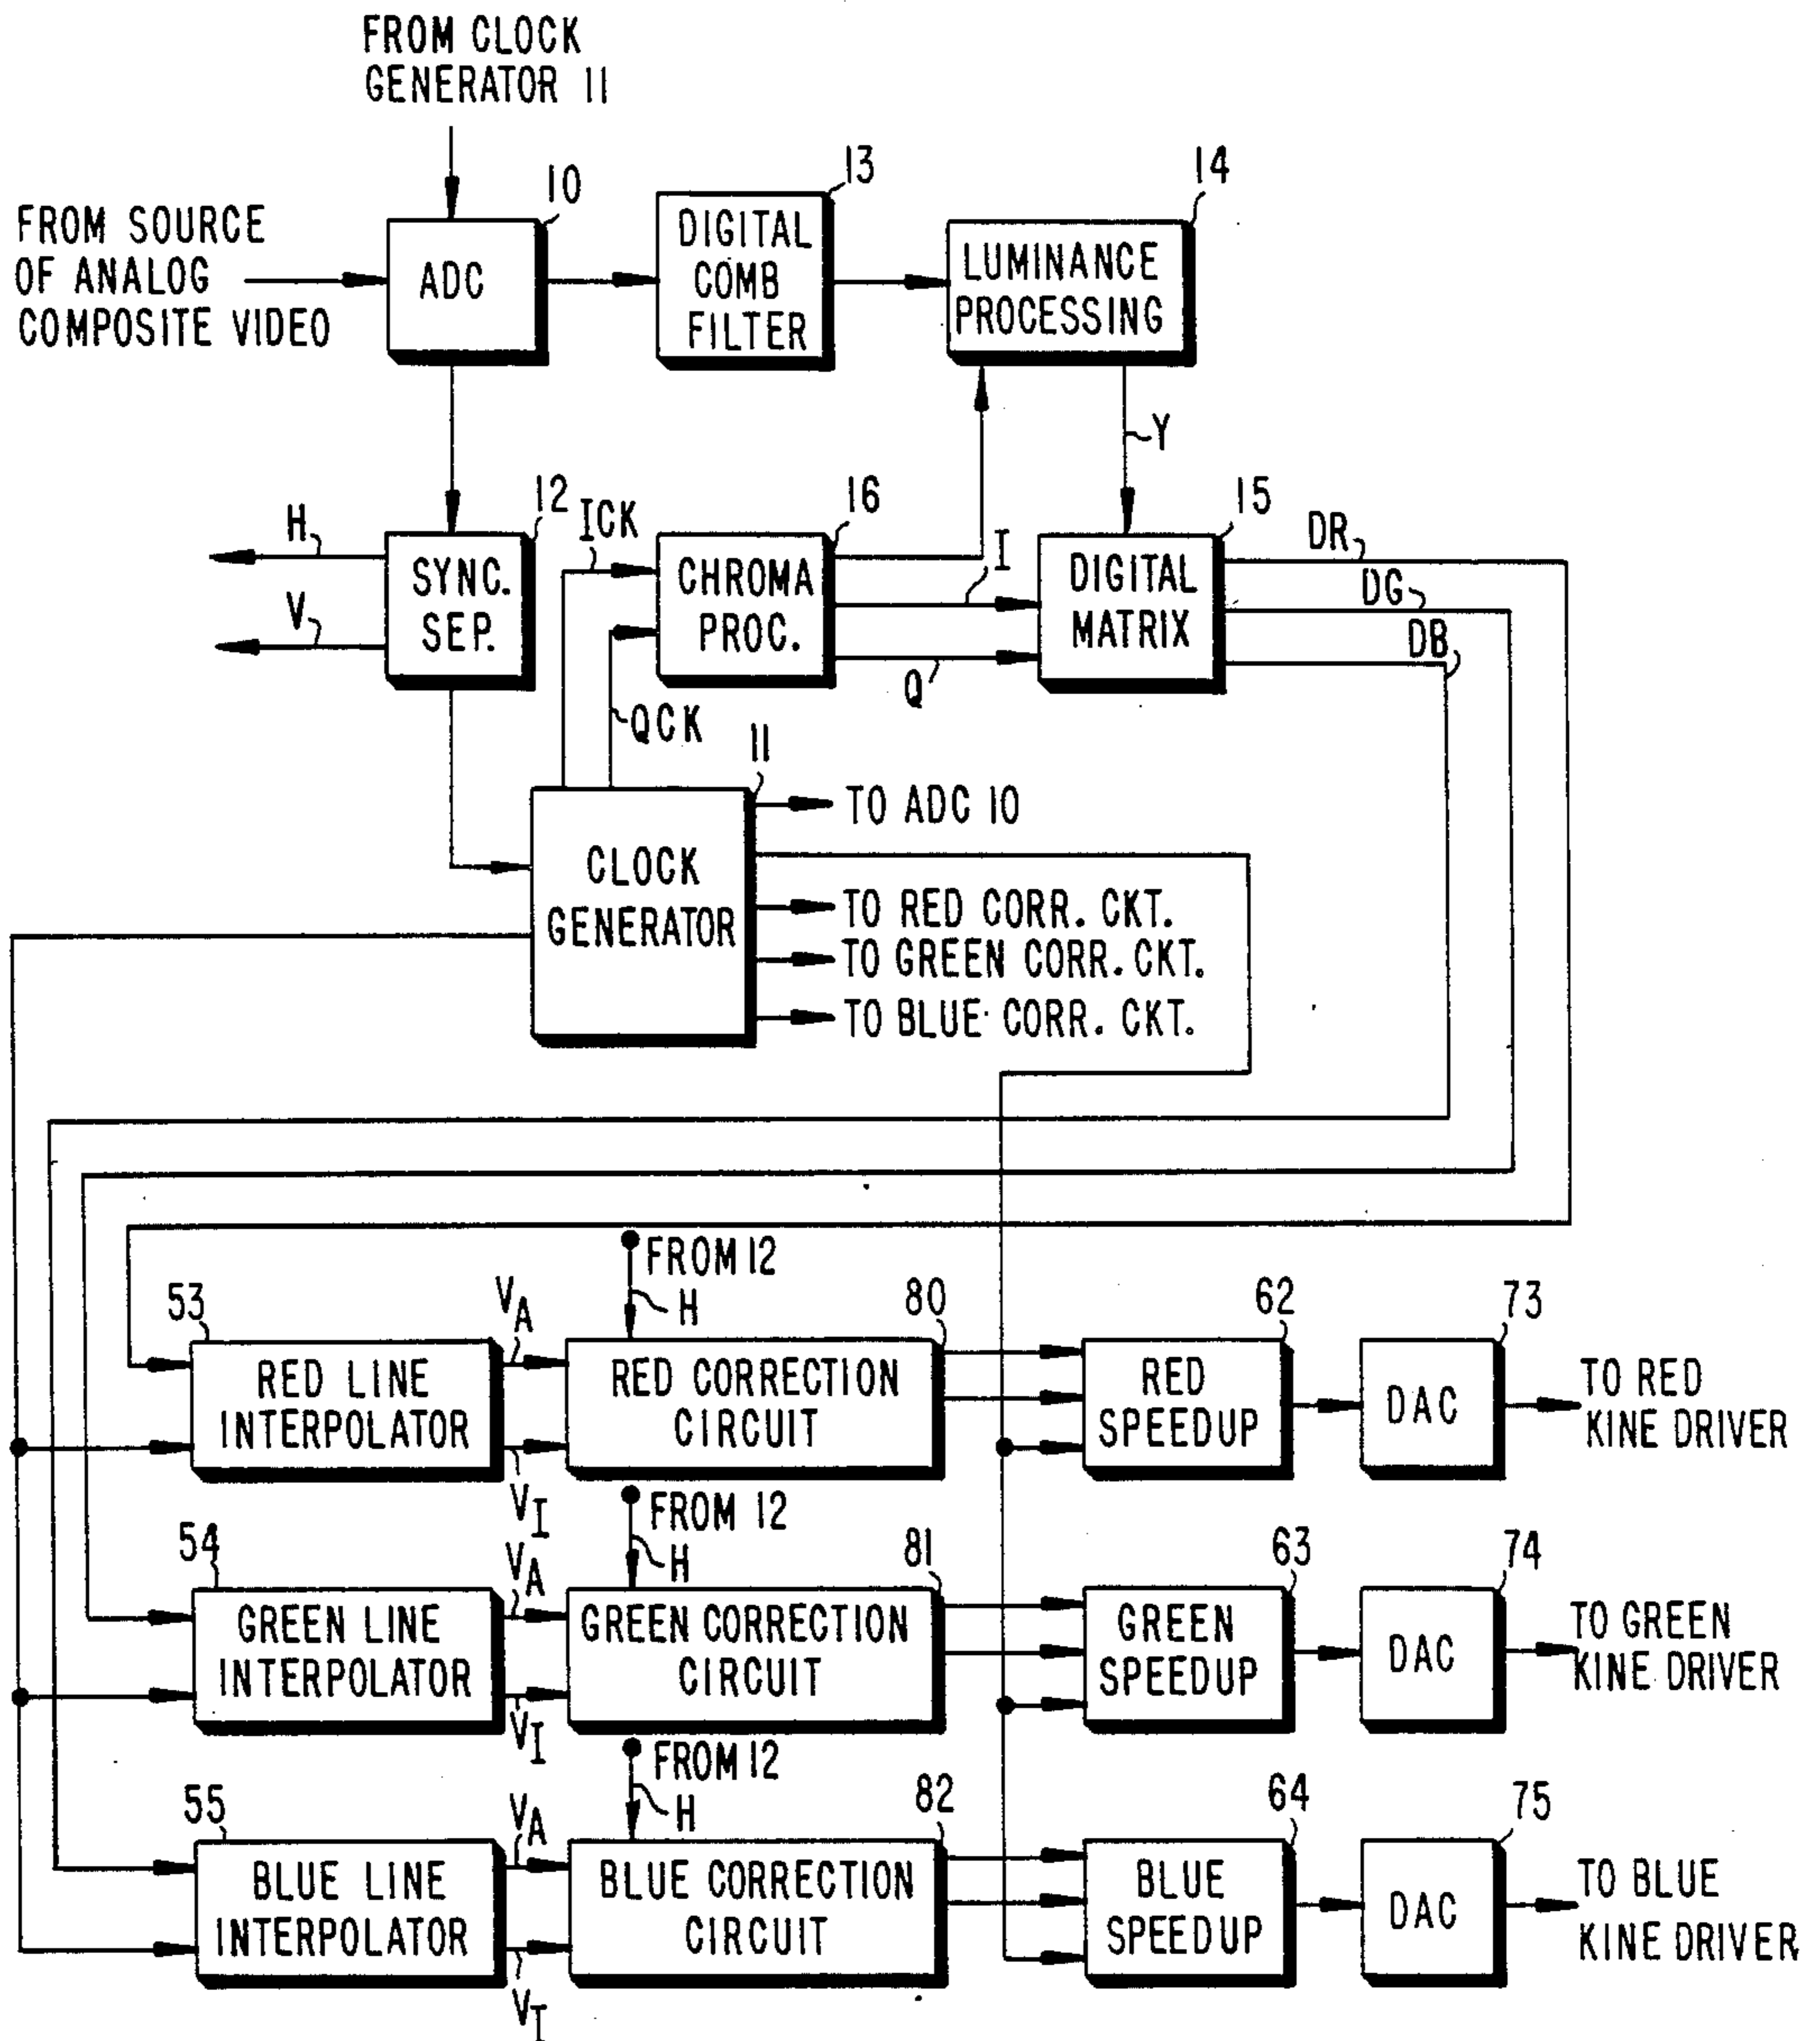 FROM CLOCK
GENERATOR 11
FROM SOURCE
OF ANALOG
COMPOSITE VIDEO
10
ADC
13
DIGITAL
COMB
FILTER
14
LUMINANCE
PROCESSING
Y
H
V
12
SYNC.
SEP.
ICK
QCK
16
CHROMA
PROC.
I
Q
15
DIGITAL
MATRIX
DR
DG
DB
11
CLOCK
GENERATOR
TO ADC 10
TO RED CORR. CKT.
TO GREEN CORR. CKT.
TO BLUE CORR. CKT.
53
RED LINE
INTERPOLATOR
VA
VI
FROM 12
H
80
RED CORRECTION
CIRCUIT
62
RED
SPEEDUP
73
DAC
TO RED
KINE DRIVER
54
GREEN LINE
INTERPOLATOR
VA
VI
FROM 12
H
81
GREEN CORRECTION
CIRCUIT
63
GREEN
SPEEDUP
74
DAC
TO GREEN
KINE DRIVER
55
BLUE LINE
INTERPOLATOR
VA
VI
FROM 12
H
82
BLUE CORRECTION
CIRCUIT
64
BLUE
SPEEDUP
75
DAC
TO BLUE
KINE DRIVER